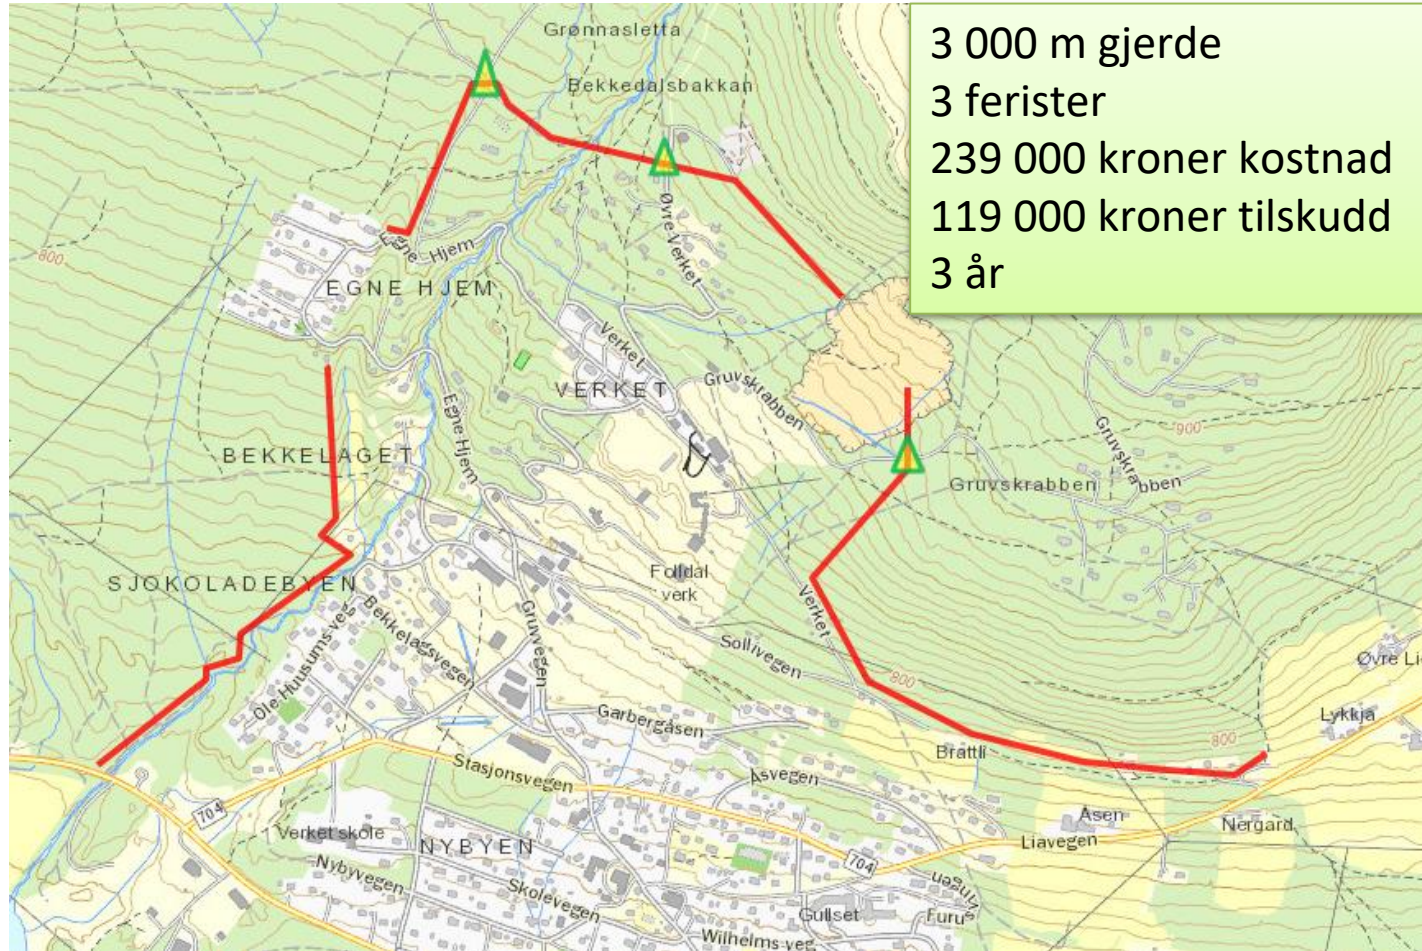 3 000 m gjerde
3 ferister
239 000 kroner kostnad
119 000 kroner tilskudd
3 år
Grønnasletta
Bekkedalsbakkan
Øvre Verket
800
Egne Hjem
EGNE HJEM
Verket
VERKET
Gruvskrabben
Egne Hjem
900
Gruvskrabben
BEKKELAGET
Gruvskrabben
SJOKOLADEBYEN
Folldal
verk
Verket
Ole Huusums veg
Bekkelagsvegen
Gruvvegen
Sollivegen
Øvre Li
800
Lykkja
Garbergåsen
800
Brattli
Stasjonsvegen
Åsvegen
704
Åsen
Nergard
Verket skole
NYBYEN
Liavegen
704
Nybyvegen
Skolevegen
Gullset
Furus
Wilhelms veg